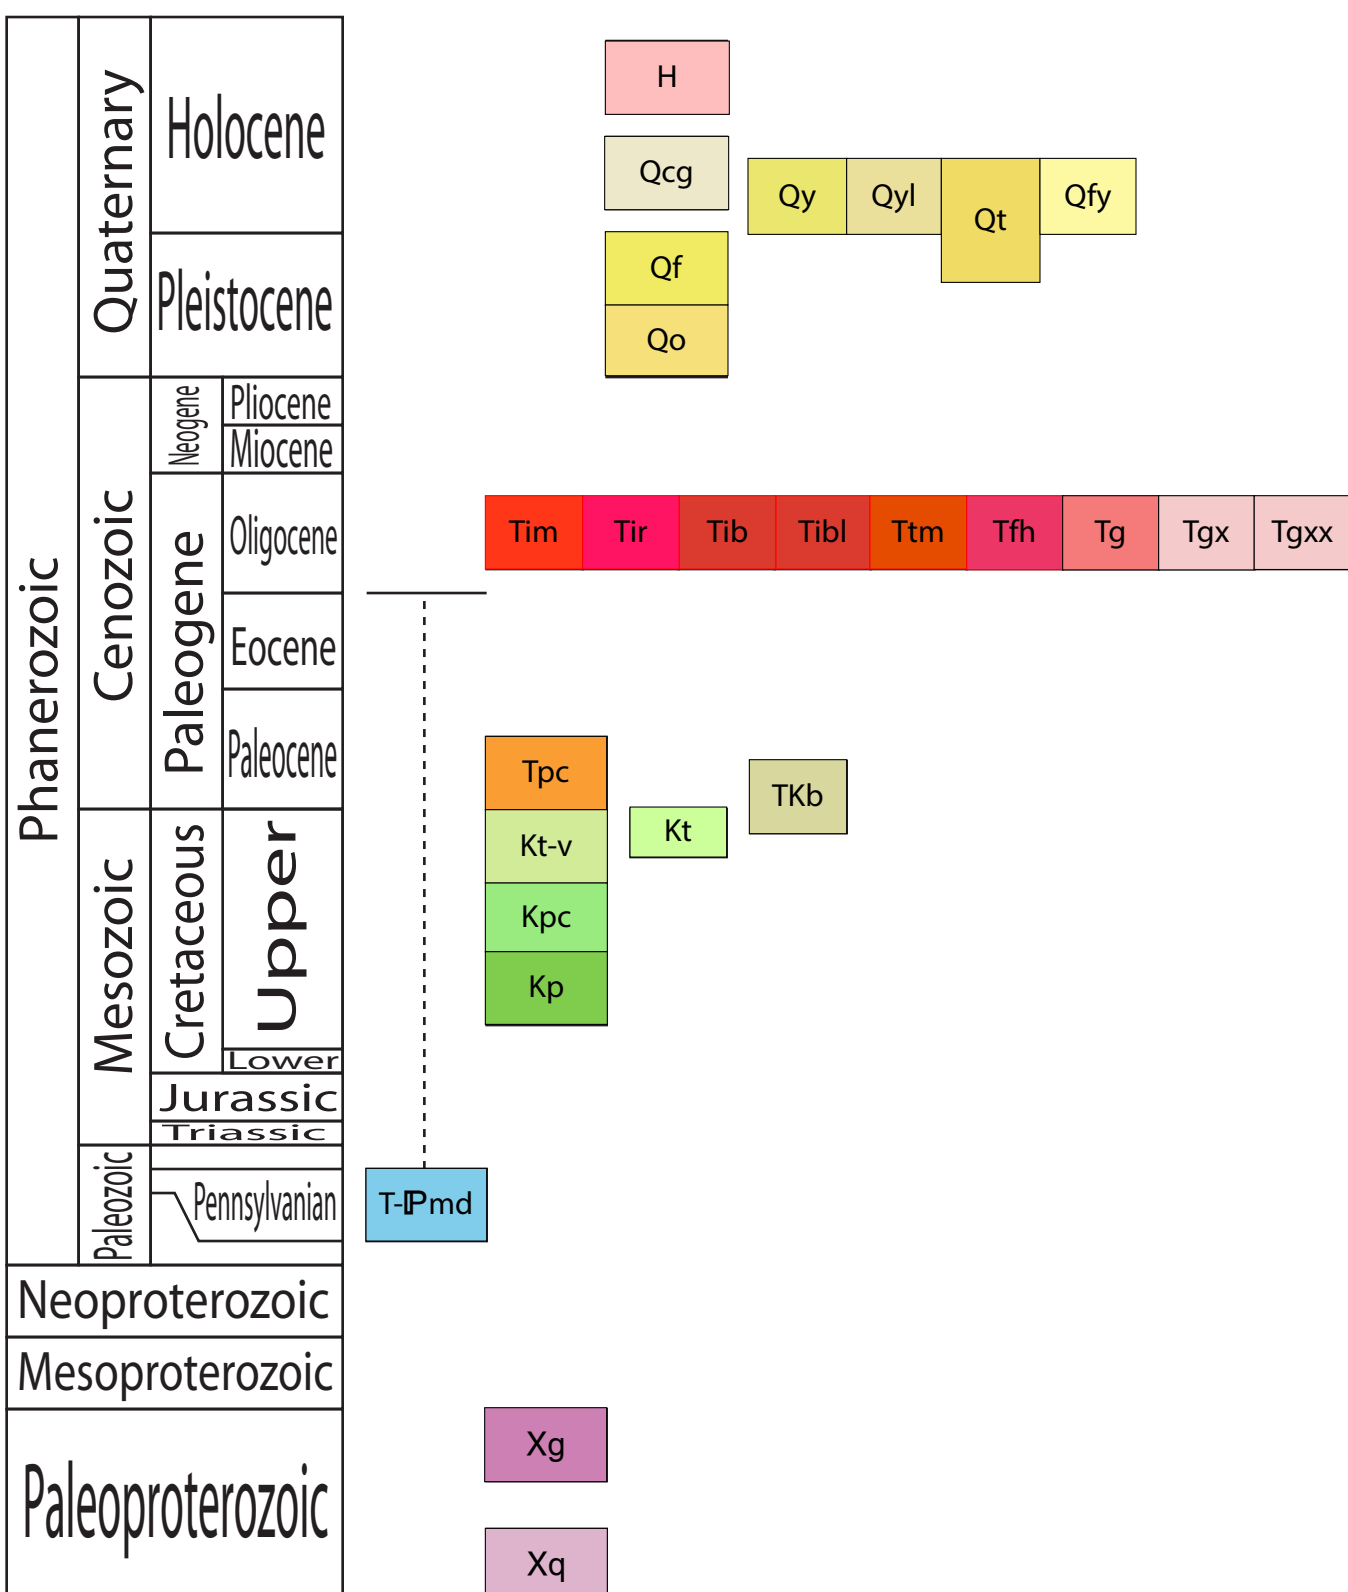 Phanerozoic
Quaternary
Holocene
Pleistocene
Cenozoic
Neogene
Pliocene
Miocene
Paleogene
Oligocene
Eocene
Paleocene
Mesozoic
Cretaceous
Upper
Lower
Jurassic
Triassic
Paleozoic
Pennsylvanian
Neoproterozoic
Mesoproterozoic
Paleoproterozoic
H
Qcg
Qy
Qyl
Qt
Qfy
Qf
Qo
Tim
Tir
Tib
Tibl
Ttm
Tfh
Tg
Tgx
Tgxx
Tpc
TKb
Kt-v
Kt
Kpc
Kp
T-ℙmd
Xg
Xq